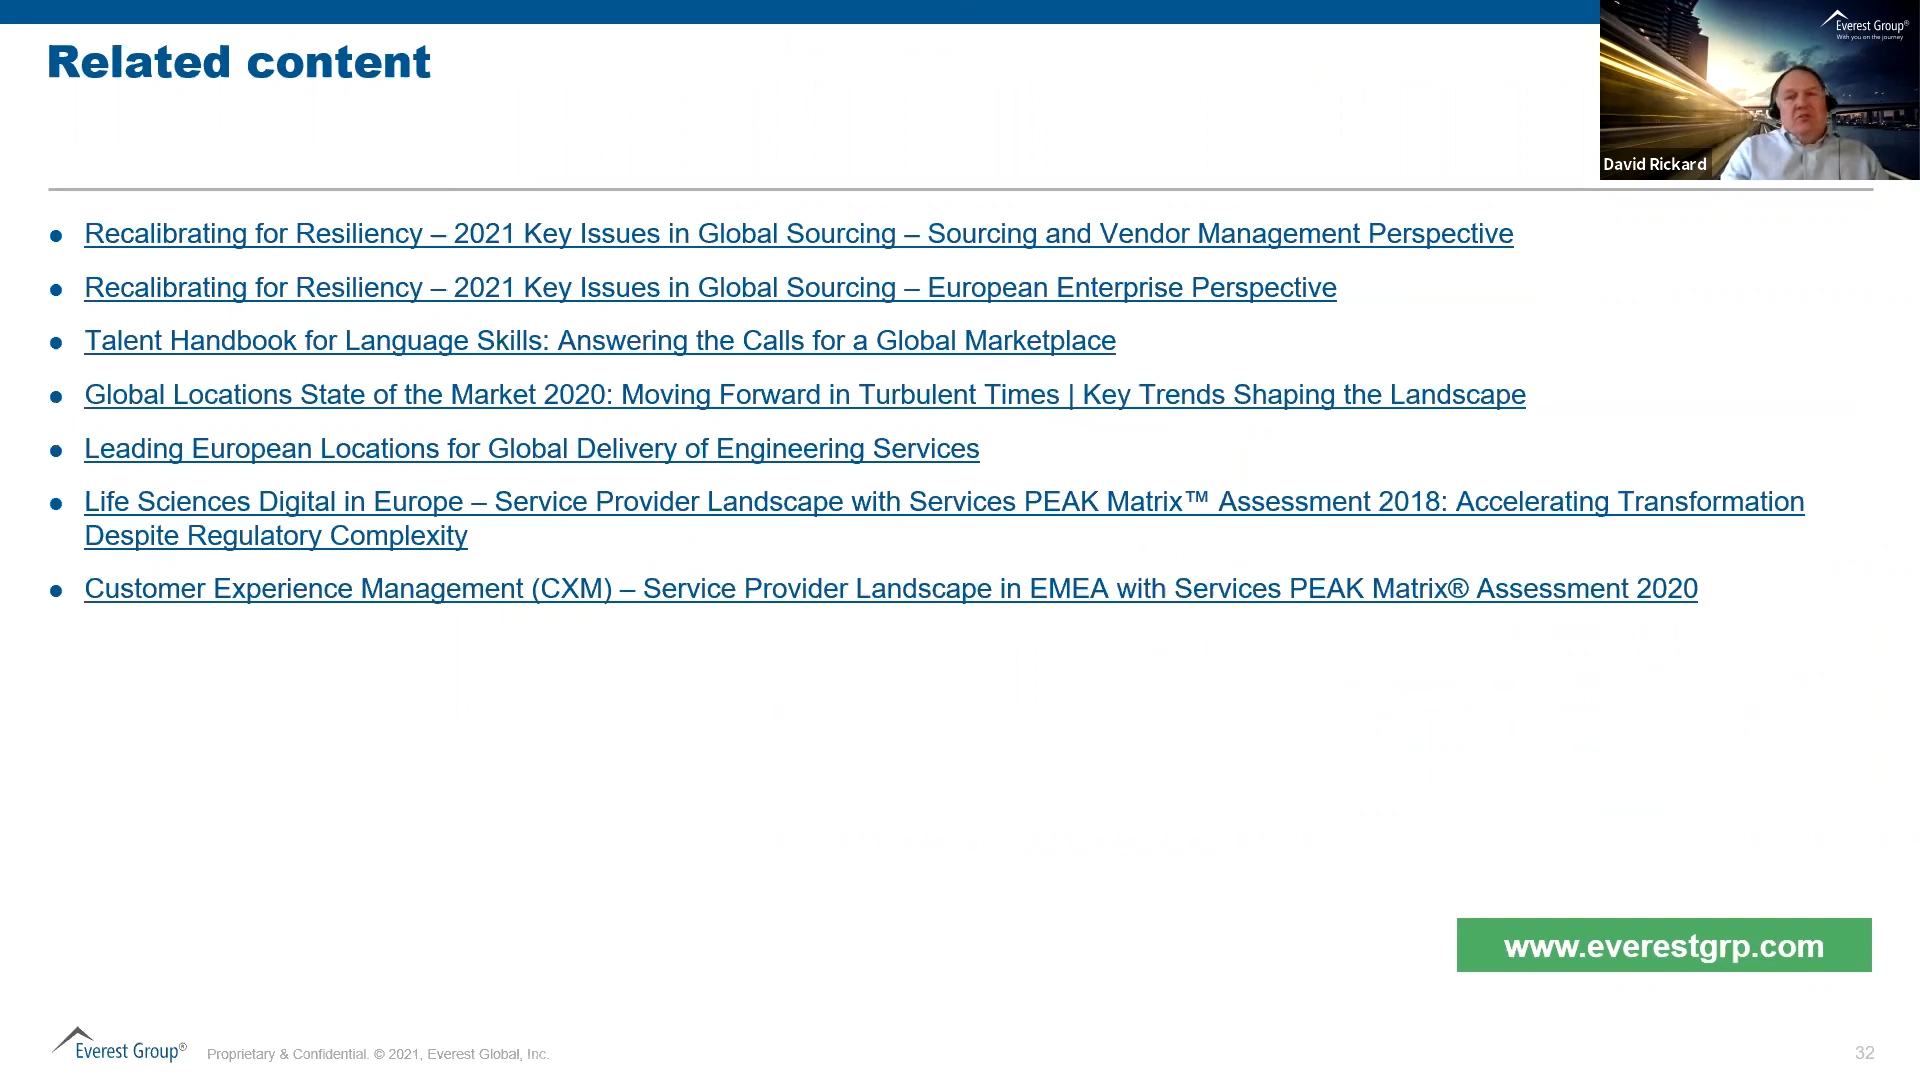 Related content
Everest Group®
With you on the journey
David Rickard
● Recalibrating for Resiliency – 2021 Key Issues in Global Sourcing – Sourcing and Vendor Management Perspective
● Recalibrating for Resiliency – 2021 Key Issues in Global Sourcing – European Enterprise Perspective
● Talent Handbook for Language Skills: Answering the Calls for a Global Marketplace
● Global Locations State of the Market 2020: Moving Forward in Turbulent Times | Key Trends Shaping the Landscape
● Leading European Locations for Global Delivery of Engineering Services
● Life Sciences Digital in Europe – Service Provider Landscape with Services PEAK Matrix™ Assessment 2018: Accelerating Transformation
Despite Regulatory Complexity
● Customer Experience Management (CXM) – Service Provider Landscape in EMEA with Services PEAK Matrix® Assessment 2020
www.everestgrp.com
Everest Group® Proprietary & Confidential. © 2021, Everest Global, Inc.
32